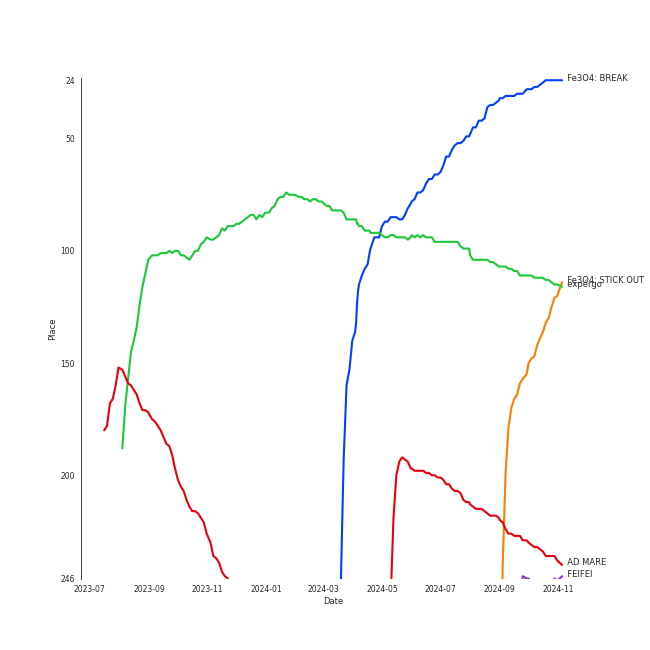 24
50
100
150
200
246
Place
2023-07
2023-09
2023-11
2024-01
2024-03
2024-05
2024-07
2024-09
2024-11
Date
Fe3O4: BREAK
Fe3O4: STICK OUT
expergo
AD MARE
FEIFEI